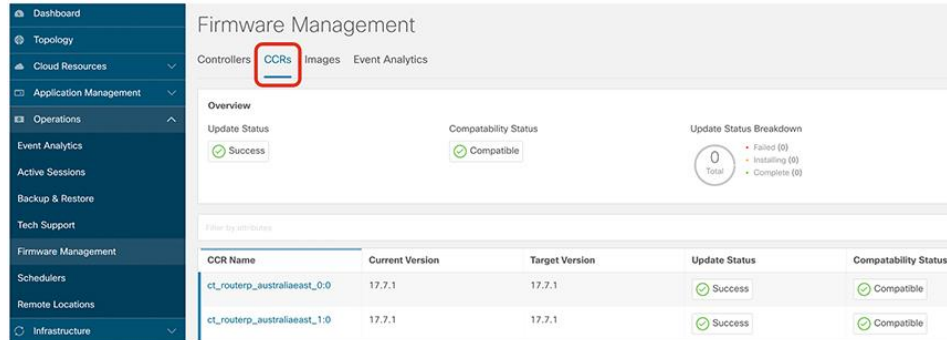 Dashboard
Topology
Cloud Resources
Application Management
Operations
Event Analytics
Active Sessions
Backup & Restore
Tech Support
Firmware Management
Schedulers
Remote Locations
Infrastructure
Firmware Management
Controllers CCRs Images Event Analytics
Overview
Update Status Compatability Status Update Status Breakdown
Success Compatible 0 Total
Failed (0)
Installing (0)
Complete (0)
Filter by attributes
CCR Name Current Version Target Version Update Status Compatability Status
ct_routerp_australiaeast_0:0 17.7.1 17.7.1 Success Compatible
ct_routerp_australiaeast_1:0 17.7.1 17.7.1 Success Compatible